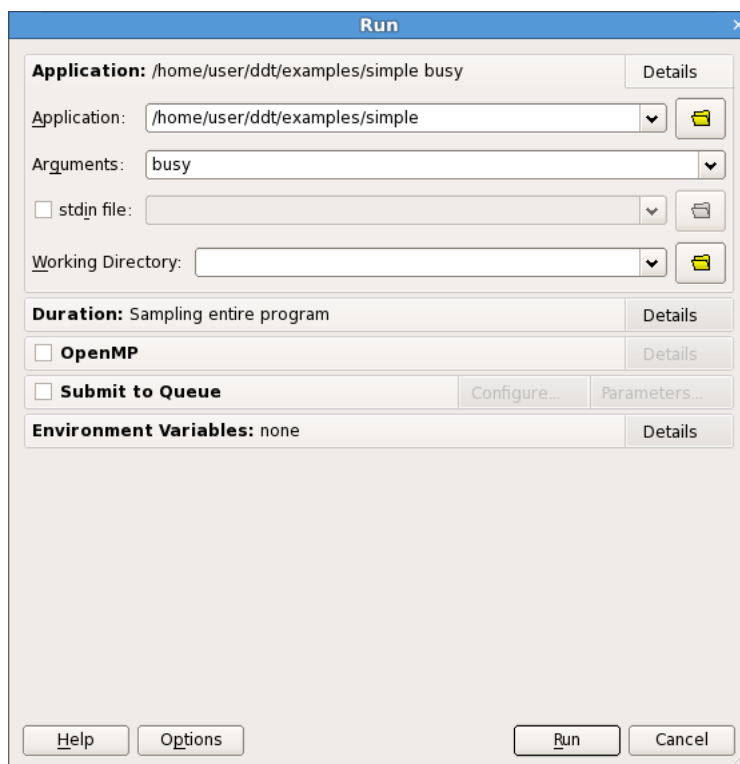 Run
Application: /home/user/ddt/examples/simple busy Details
Application: /home/user/ddt/examples/simple
Arguments: busy
stdin file:
Working Directory:
Duration: Sampling entire program Details
OpenMP Details
Submit to Queue Configure... Parameters...
Environment Variables: none Details
Help Options Run Cancel